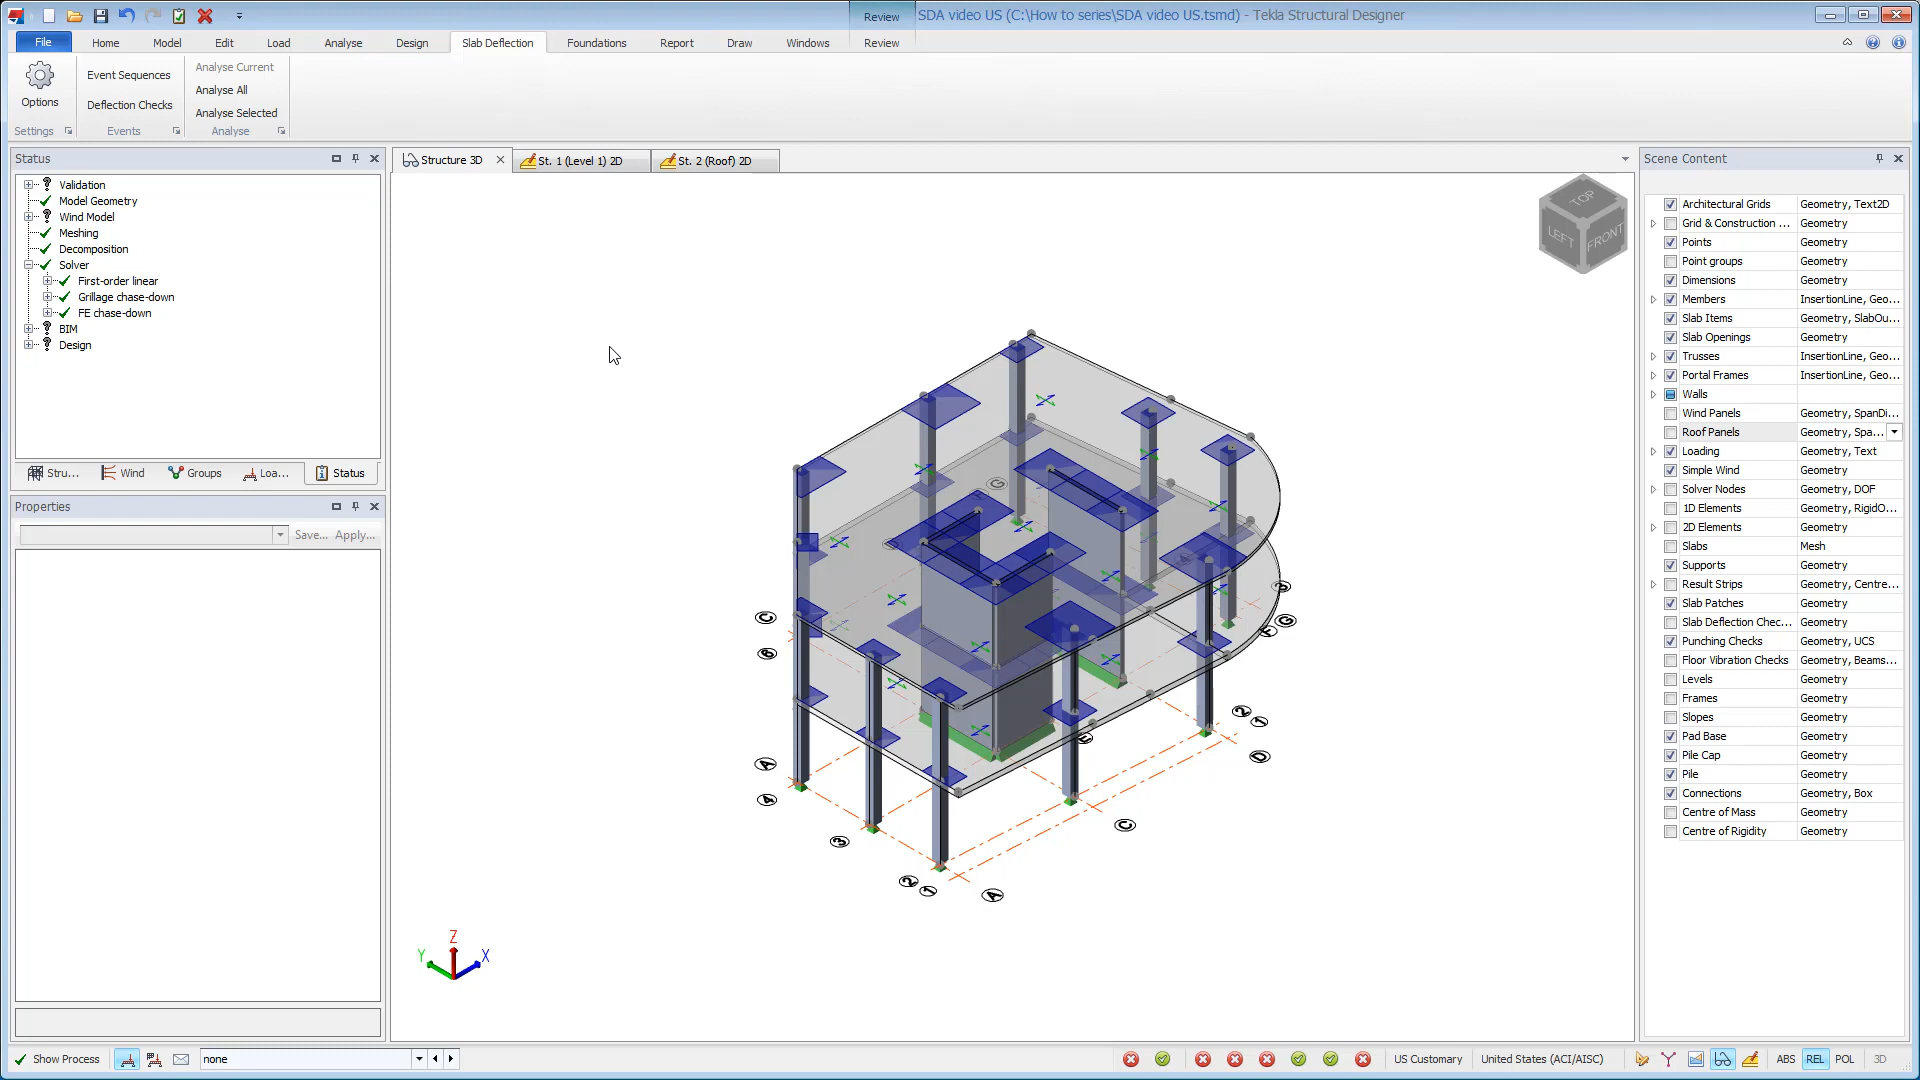 Review
SDA video US (C:\How to series\SDA video US.tsmd) - Tekla Structural Designer
File
Home
Model
Edit
Load
Analyse
Design
Slab Deflection
Foundations
Report
Draw
Windows
Review
Options
Settings
Event Sequences
Deflection Checks
Events
Analyse Current
Analyse All
Analyse Selected
Analyse
Status
Validation
Model Geometry
Wind Model
Meshing
Decomposition
Solver
First-order linear
Grillage chase-down
FE chase-down
BIM
Design
Stru...
Wind
Groups
Loa...
Status
Properties
Save...
Apply...
Structure 3D
St. 1 (Level 1) 2D
St. 2 (Roof) 2D
TOP
LEFT
FRONT
G
C
6
A
4
3
2
1
A
C
D
2
1
E
F
G
3
Z
Y
X
Scene Content
Architectural Grids Geometry, Text2D
Grid & Construction ... Geometry
Points Geometry
Point groups Geometry
Dimensions Geometry
Members InsertionLine, Geo...
Slab Items Geometry, SlabOu...
Slab Openings Geometry
Trusses InsertionLine, Geo...
Portal Frames InsertionLine, Geo...
Walls
Wind Panels Geometry, SpanDi...
Roof Panels Geometry, Spa...
Loading Geometry, Text
Simple Wind Geometry
Solver Nodes Geometry, DOF
1D Elements Geometry, RigidO...
2D Elements Geometry
Slabs Mesh
Supports Geometry
Result Strips Geometry, Centre...
Slab Patches Geometry
Slab Deflection Chec... Geometry
Punching Checks Geometry, UCS
Floor Vibration Checks Geometry, Beams...
Levels Geometry
Frames Geometry
Slopes Geometry
Pad Base Geometry
Pile Cap Geometry
Pile Geometry
Connections Geometry, Box
Centre of Mass Geometry
Centre of Rigidity Geometry
Show Process
none
US Customary
United States (ACI/AISC)
ABS
REL
POL
3D